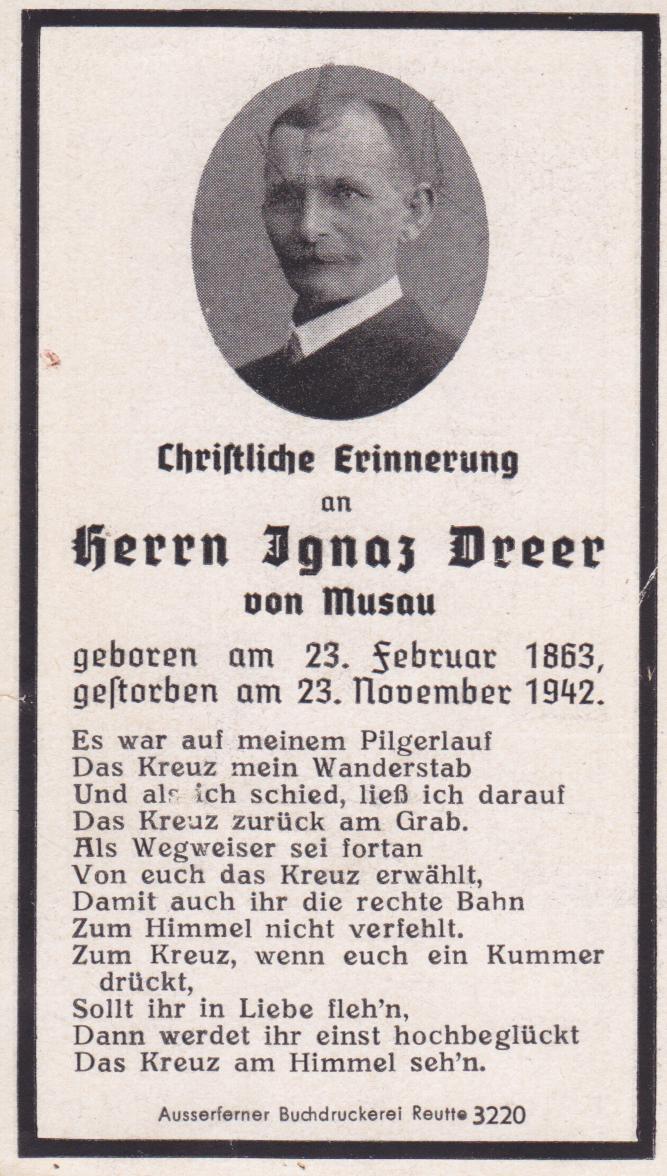 Christliche Erinnerung
an
Herrn Ignaz Dreer
von Musau
geboren am 23. Februar 1863,
gestorben am 23. November 1942.
Es war auf meinem Pilgerlauf
Das Kreuz mein Wanderstab
Und als ich schied, ließ ich darauf
Das Kreuz zurück am Grab.
Als Wegweiser sei fortan
Von euch das Kreuz erwählt,
Damit auch ihr die rechte Bahn
Zum Himmel nicht verfehlt.
Zum Kreuz, wenn euch ein Kummer
drückt,
Sollt ihr in Liebe fleh'n,
Dann werdet ihr einst hochbeglückt
Das Kreuz am Himmel seh'n.
Ausserferner Buchdruckerei Reutte 3220